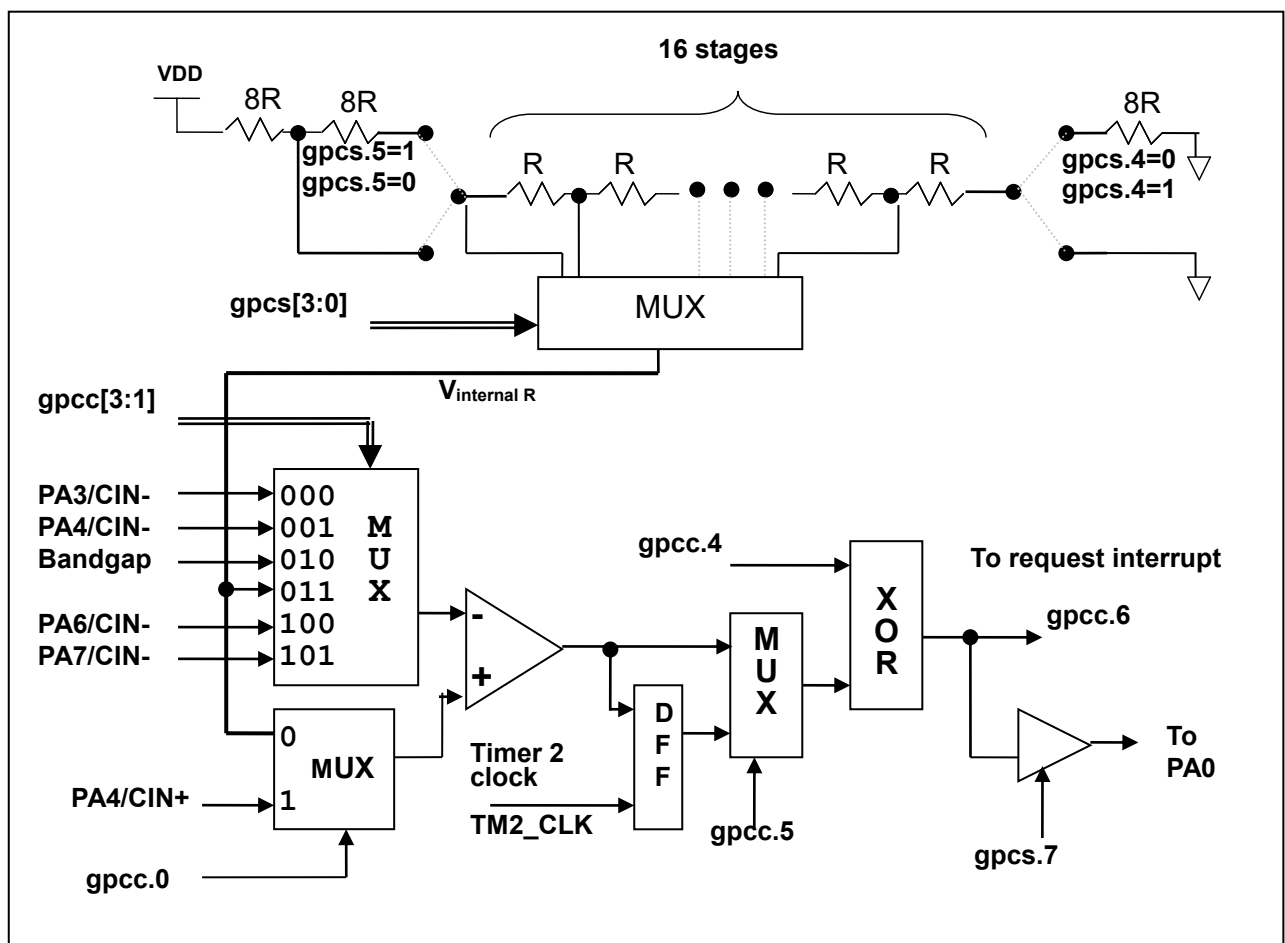 16 stages
VDD
8R
8R
8R
gpcs.5=1
gpcs.5=0
R
R
R
R
gpcs.4=0
gpcs.4=1
gpcs[3:0]
MUX
Vinternal R
gpcc[3:1]
PA3/CIN-
PA4/CIN-
Bandgap
PA6/CIN-
PA7/CIN-
000
001
010
011
100
101
M
U
X
-
+
gpcc.4
X
O
R
To request interrupt
gpcc.6
M
U
X
D
F
F
0
1
MUX
PA4/CIN+
gpcc.0
Timer 2
clock
TM2_CLK
gpcc.5
To
PA0
gpcs.7